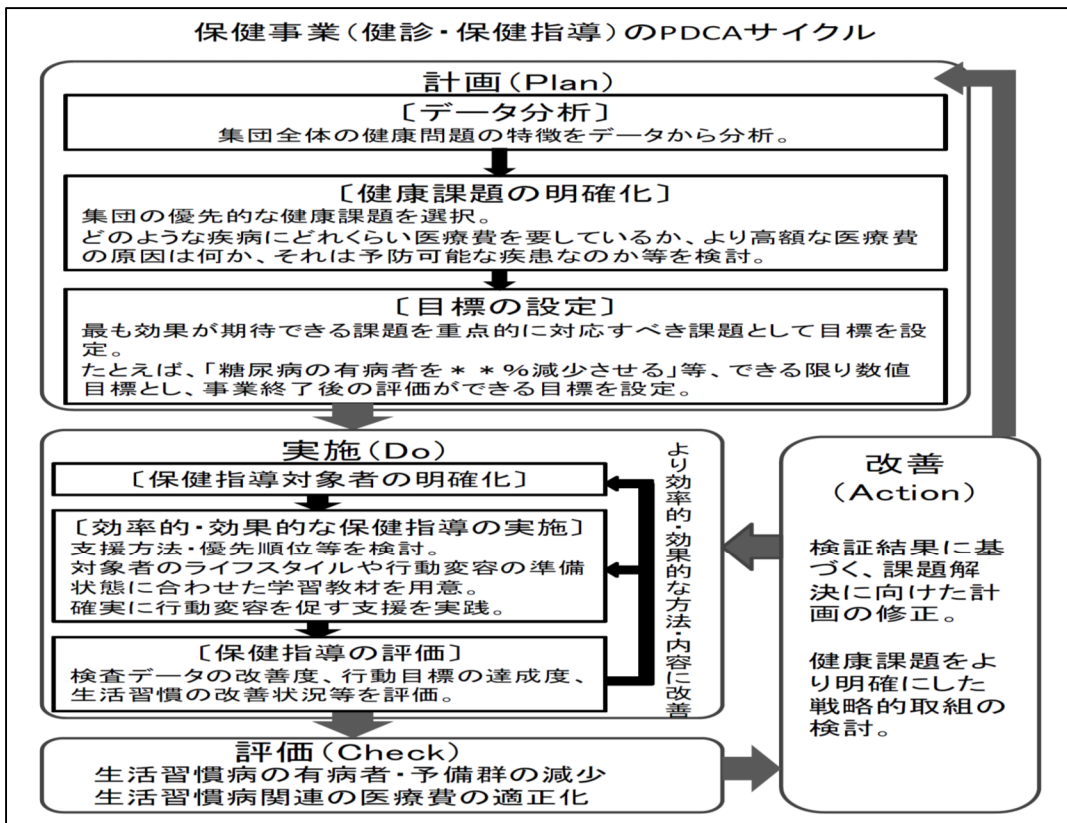 保健事業(健診・保健指導)のPDCAサイクル
計画(Plan)
〔データ分析〕
集団全体の健康問題の特徴をデータから分析。
〔健康課題の明確化〕
集団の優先的な健康課題を選択。
どのような疾病にどれくらい医療費を要しているか、より高額な医療費
の原因は何か、それは予防可能な疾患なのか等を検討。
〔目標の設定〕
最も効果が期待できる課題を重点的に対応すべき課題として目標を設
定。
たとえば、「糖尿病の有病者を**%減少させる」等、できる限り数値
目標とし、事業終了後の評価ができる目標を設定。
実施(Do)
〔保健指導対象者の明確化〕
〔効率的・効果的な保健指導の実施〕
支援方法・優先順位等を検討。
対象者のライフスタイルや行動変容の準備
状態に合わせた学習教材を用意。
確実に行動変容を促す支援を実践。
〔保健指導の評価〕
検査データの改善度、行動目標の達成度、
生活習慣の改善状況等を評価。
より効率的・効果的な方法・内容に改善
評価(Check)
生活習慣病の有病者・予備群の減少
生活習慣病関連の医療費の適正化
改善
(Action)
検証結果に基
づく、課題解
決に向けた計
画の修正。
健康課題をよ
り明確にした
戦略的取組の
検討。